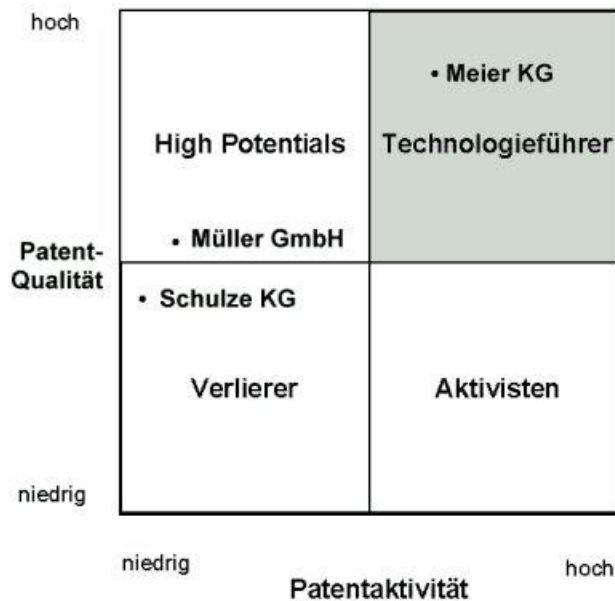 hoch
• Meier KG
High Potentials
Technologieführer
• Müller GmbH
Patent-
Qualität
• Schulze KG
Verlierer
Aktivisten
niedrig
niedrig
hoch
Patentaktivität